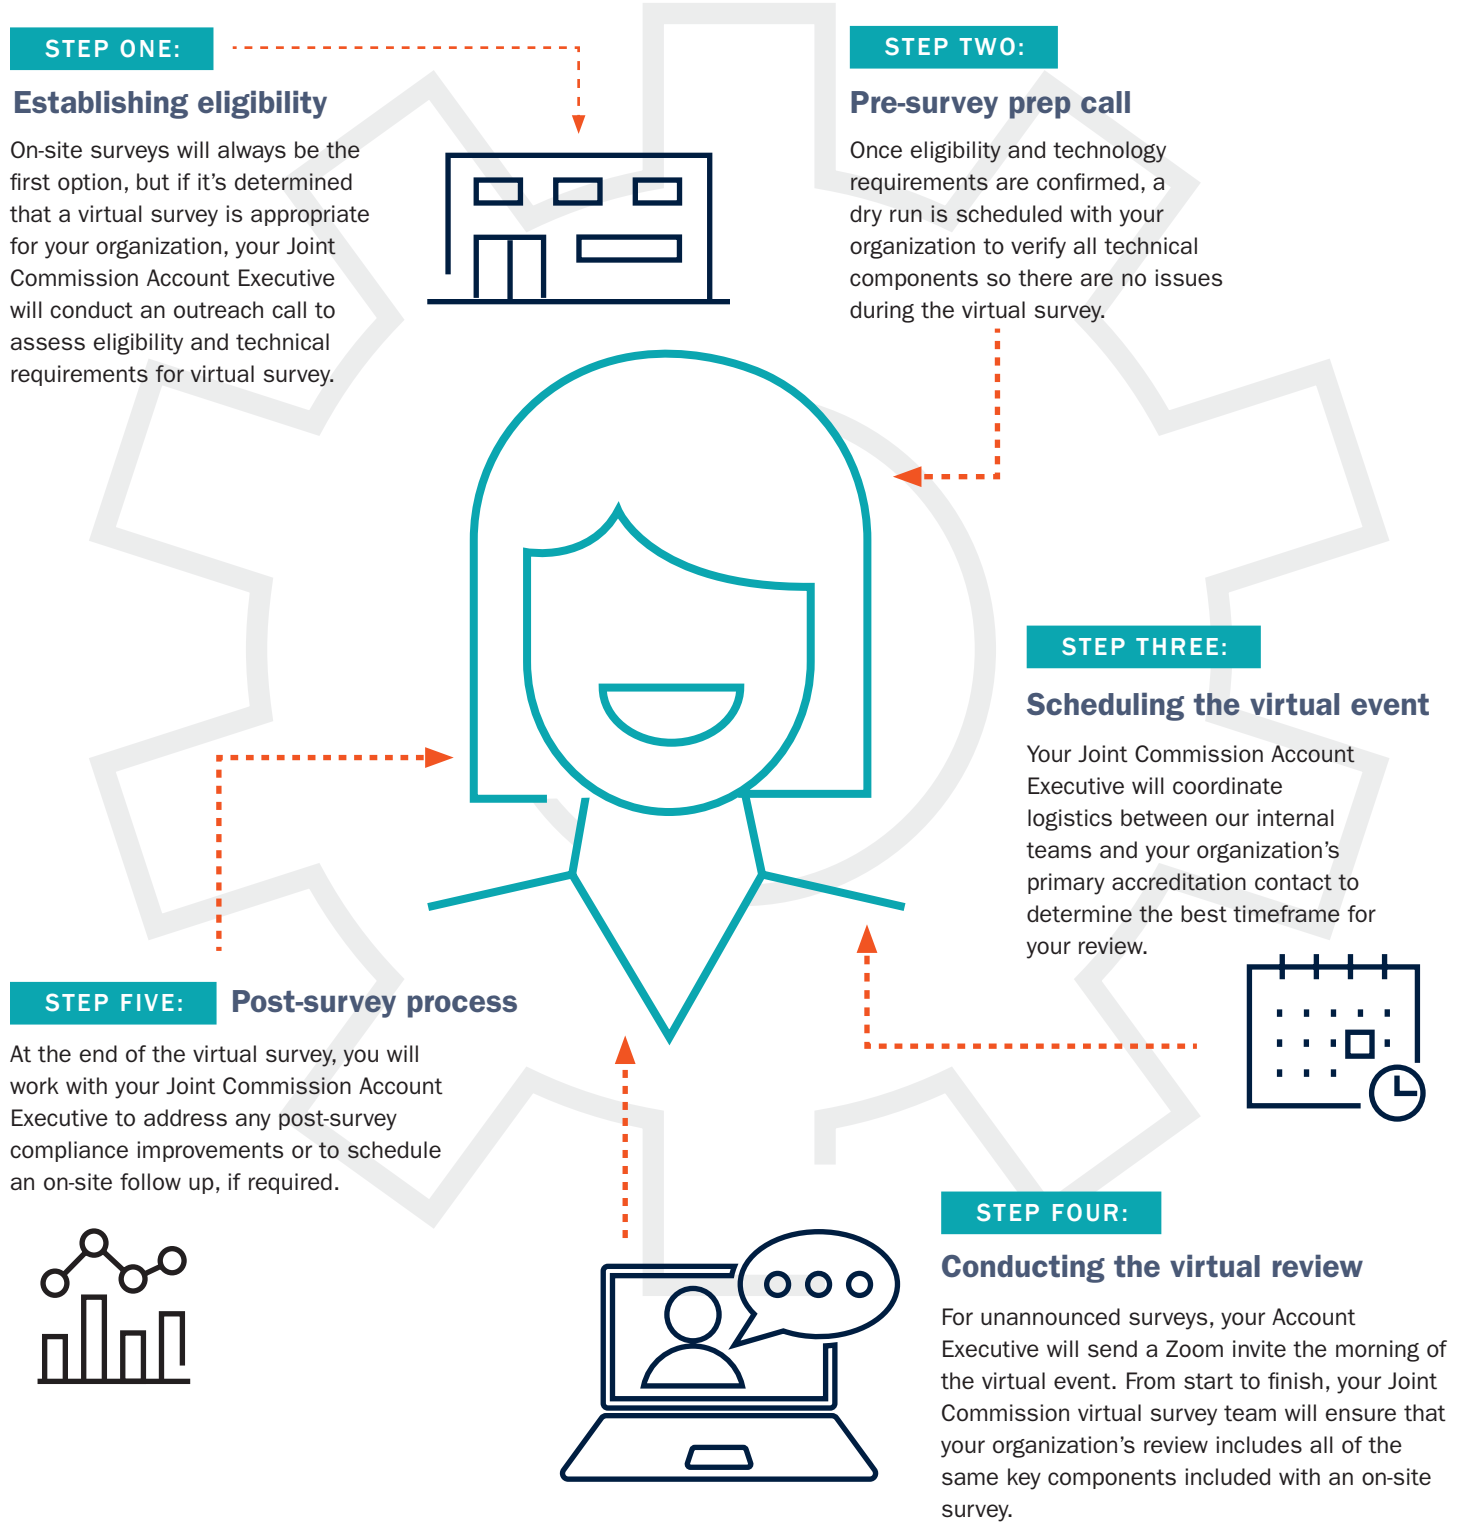 STEP ONE:
Establishing eligibility
On-site surveys will always be the
first option, but if it’s determined
that a virtual survey is appropriate
for your organization, your Joint
Commission Account Executive
will conduct an outreach call to
assess eligibility and technical
requirements for virtual survey.
STEP TWO:
Pre-survey prep call
Once eligibility and technology
requirements are confirmed, a
dry run is scheduled with your
organization to verify all technical
components so there are no issues
during the virtual survey.
STEP THREE:
Scheduling the virtual event
Your Joint Commission Account
Executive will coordinate
logistics between our internal
teams and your organization’s
primary accreditation contact to
determine the best timeframe for
your review.
STEP FOUR:
Conducting the virtual review
For unannounced surveys, your Account
Executive will send a Zoom invite the morning of
the virtual event. From start to finish, your Joint
Commission virtual survey team will ensure that
your organization’s review includes all of the
same key components included with an on-site
survey.
STEP FIVE: Post-survey process
At the end of the virtual survey, you will
work with your Joint Commission Account
Executive to address any post-survey
compliance improvements or to schedule
an on-site follow up, if required.